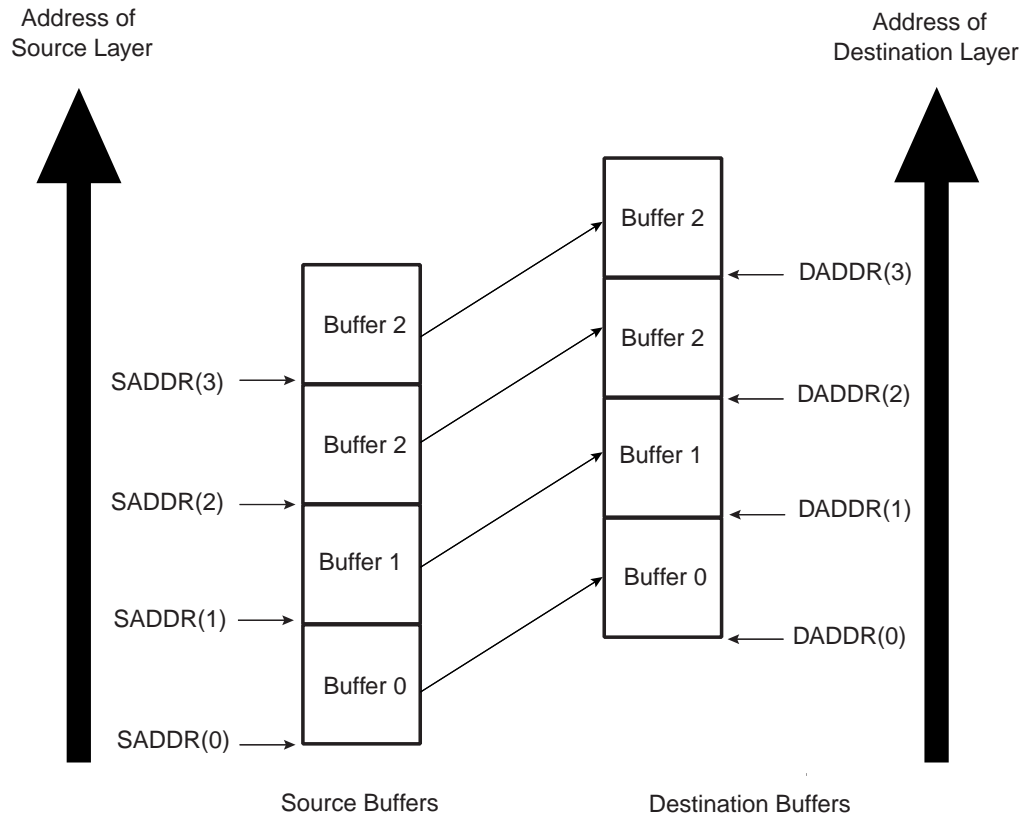 Address of
Source Layer
Address of
Destination Layer
Buffer 2
DADDR(3)
Buffer 2
Buffer 2
SADDR(3)
DADDR(2)
Buffer 2
Buffer 1
SADDR(2)
DADDR(1)
Buffer 1
Buffer 0
SADDR(1)
DADDR(0)
Buffer 0
SADDR(0)
Source Buffers
Destination Buffers